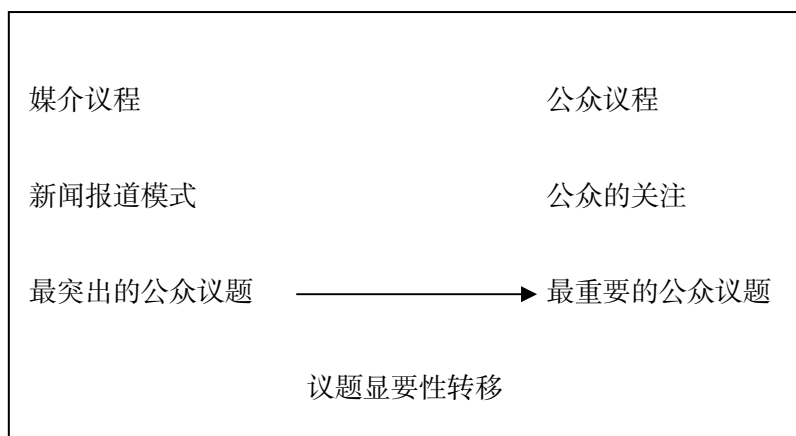 媒介议程 公众议程
新闻报道模式 公众的关注
最突出的公众议题 最重要的公众议题
议题显要性转移